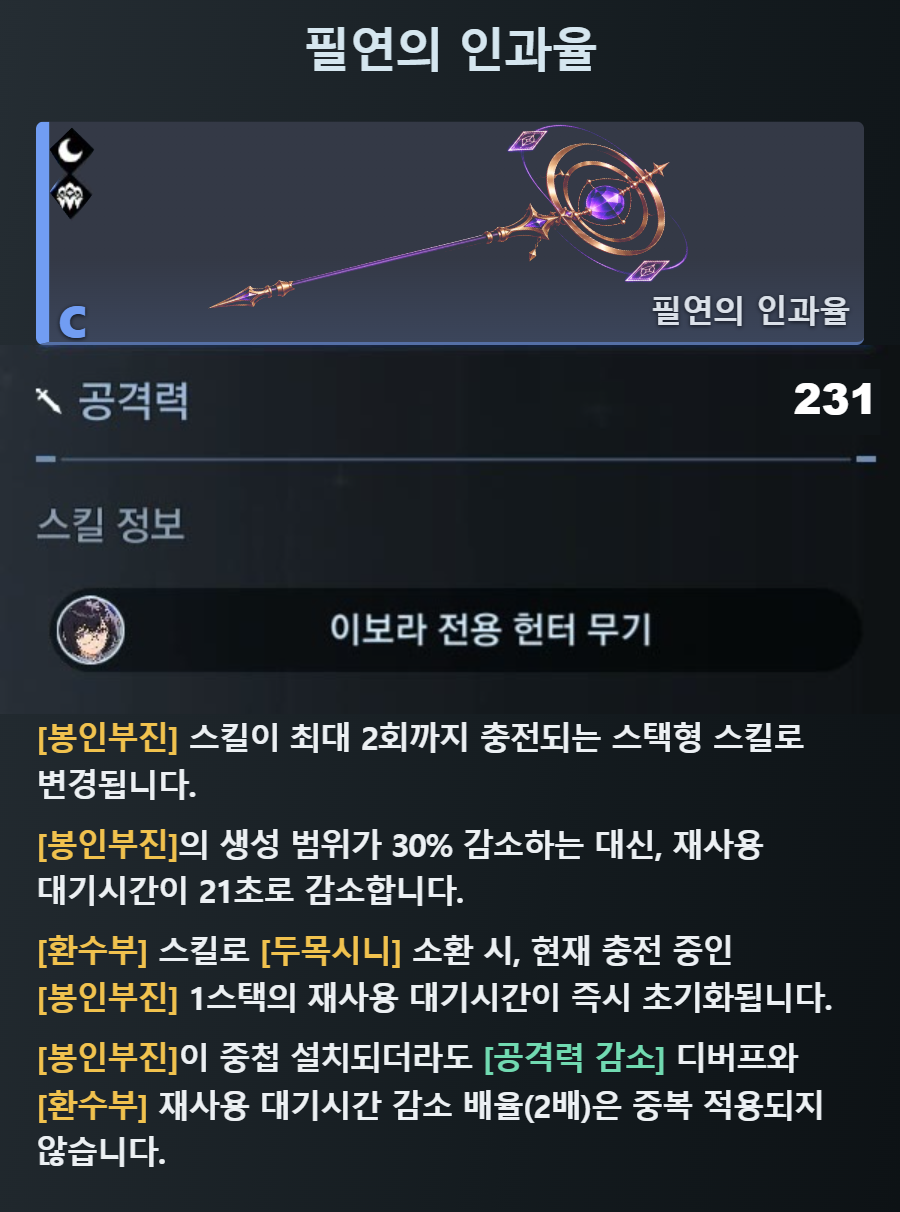 필연의 인과율
C
필연의 인과율
공격력
231
스킬 정보
이보라 전용 헌터 무기
[봉인부진] 스킬이 최대 2회까지 충전되는 스택형 스킬로
변경됩니다.
[봉인부진]의 생성 범위가 30% 감소하는 대신, 재사용
대기시간이 21초로 감소합니다.
[환수부] 스킬로 [두목시니] 소환 시, 현재 충전 중인
[봉인부진] 1스택의 재사용 대기시간이 즉시 초기화됩니다.
[봉인부진]이 중첩 설치되더라도 [공격력 감소] 디버프와
[환수부] 재사용 대기시간 감소 배율(2배)은 중복 적용되지
않습니다.